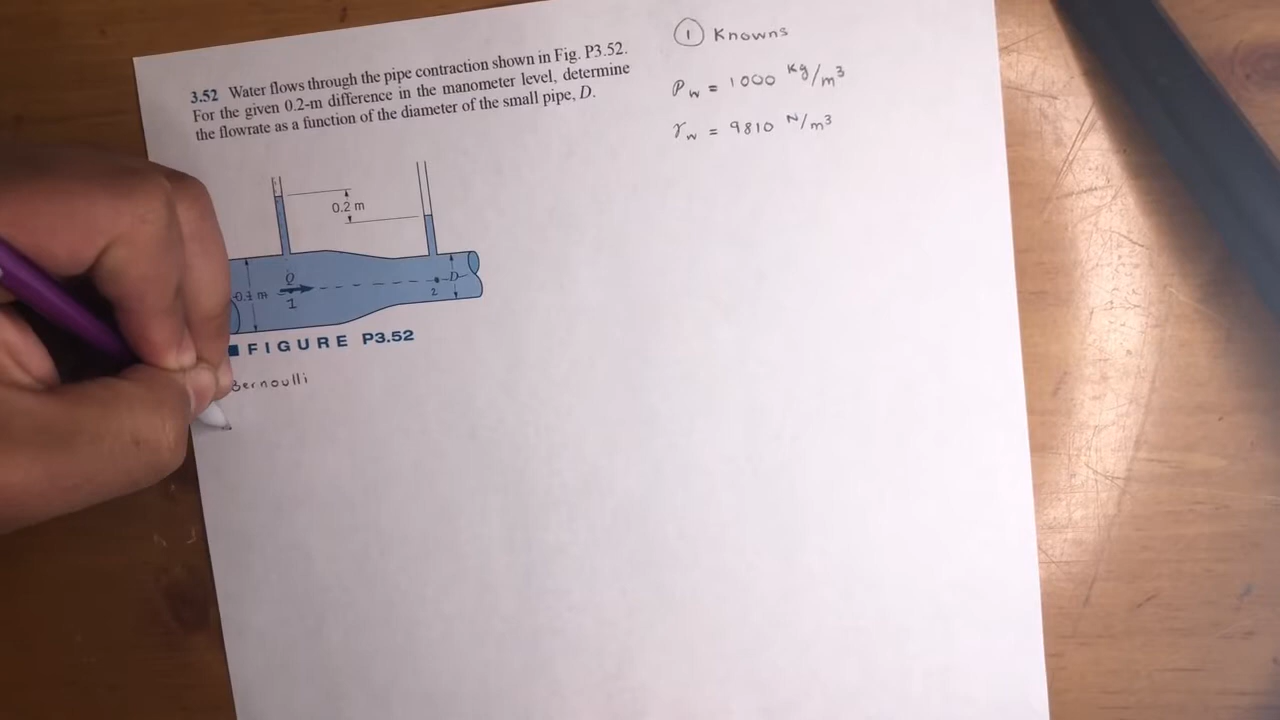 3.52 Water flows through the pipe contraction shown in Fig. P3.52.
For the given 0.2-m difference in the manometer level, determine
the flowrate as a function of the diameter of the small pipe, D.
① Knowns
ρw = 1000 kg/m³
γw = 9810 N/m³
0.2 m
Q
D
m
1
2
FIGURE P3.52
Bernoulli